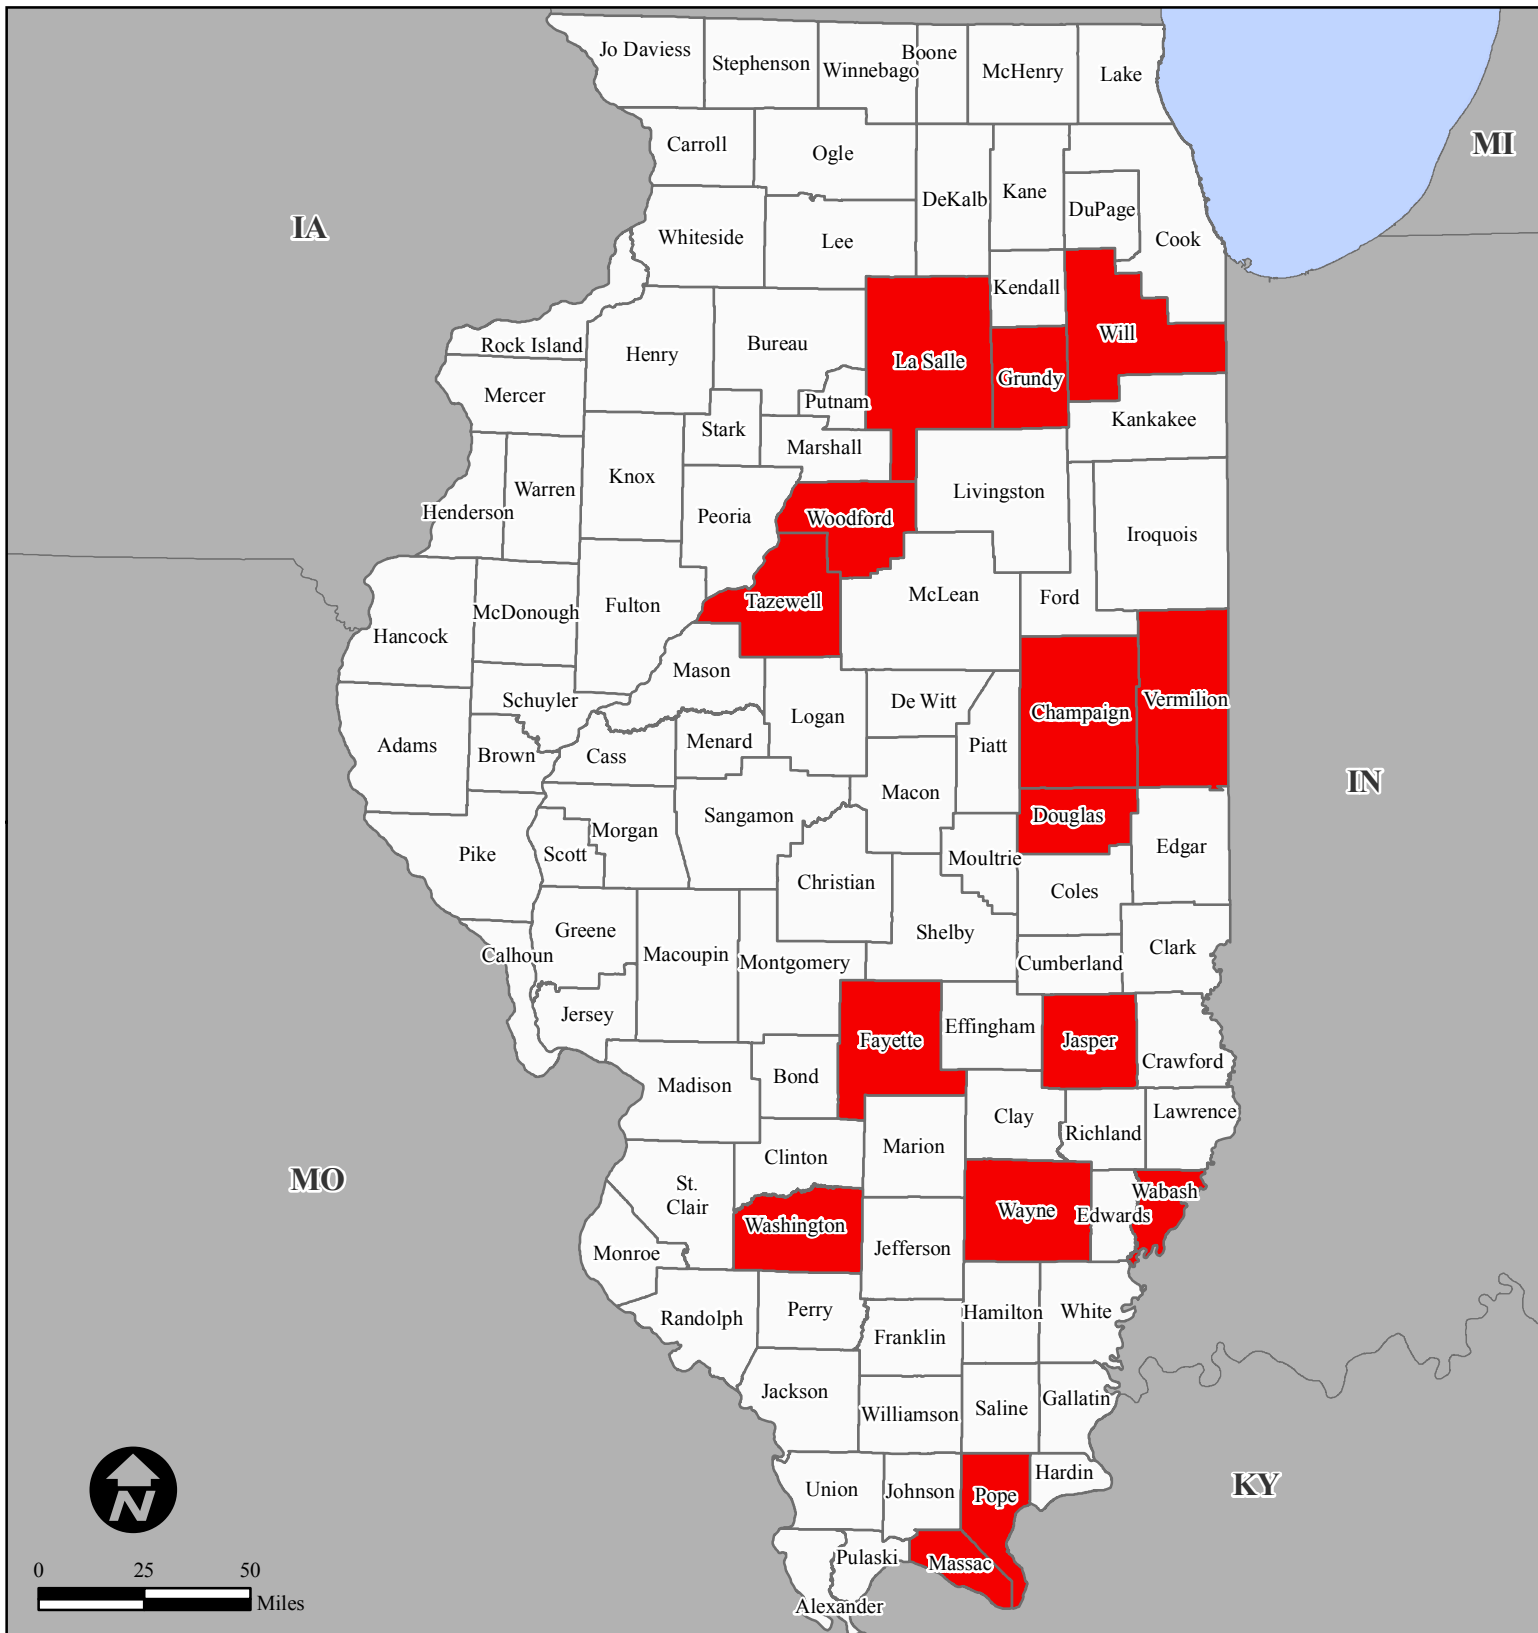 Jo Daviess
Stephenson
Winnebago
Boone
McHenry
Lake
Carroll
Ogle
DeKalb
Kane
DuPage
Cook
MI
IA
Whiteside
Lee
Kendall
Will
Rock Island
Henry
Bureau
La Salle
Grundy
Mercer
Putnam
Kankakee
Stark
Marshall
Knox
Warren
Henderson
Peoria
Woodford
Livingston
Iroquois
Hancock
McDonough
Fulton
Tazewell
McLean
Ford
Mason
Schuyler
Logan
De Witt
Champaign
Vermilion
Adams
Brown
Cass
Menard
Piatt
IN
Macon
Sangamon
Morgan
Scott
Pike
Christian
Moultrie
Douglas
Edgar
Coles
Greene
Calhoun
Macoupin
Montgomery
Shelby
Cumberland
Clark
Jersey
Fayette
Effingham
Jasper
Crawford
Madison
Bond
Clay
Richland
Lawrence
Marion
Clinton
MO
St.
Clair
Washington
Wayne
Edwards
Wabash
Monroe
Jefferson
Randolph
Perry
Hamilton
White
Franklin
Jackson
Williamson
Saline
Gallatin
Union
Johnson
Pope
Hardin
KY
Pulaski
Massac
Alexander
N
0 25 50
Miles